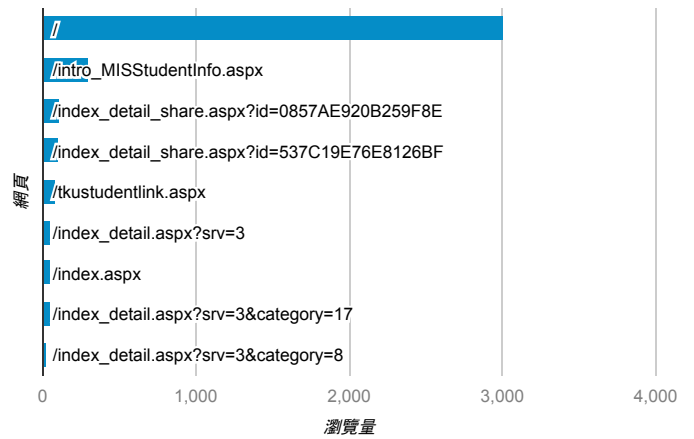 /
/intro_MISStudentInfo.aspx
/index_detail_share.aspx?id=0857AE920B259F8E
/index_detail_share.aspx?id=537C19E76E8126BF
/tkustudentlink.aspx
/index_detail.aspx?srv=3
/index.aspx
/index_detail.aspx?srv=3&category=17
/index_detail.aspx?srv=3&category=8
網頁
0 1,000 2,000 3,000 4,000
瀏覽量